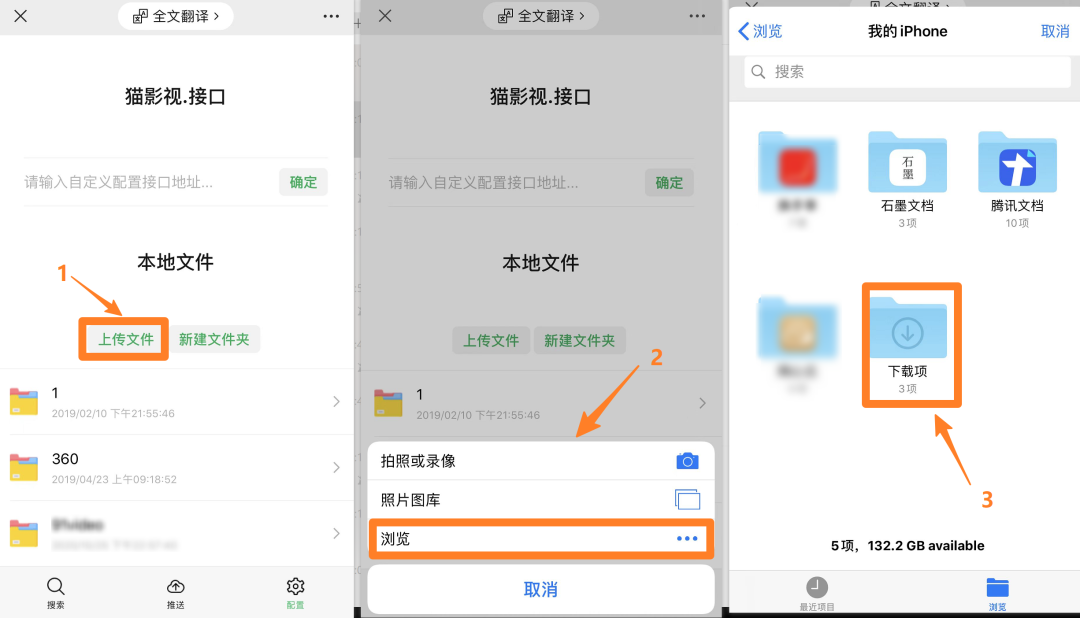 全文翻译 ›
猫影视.接口
请输入自定义配置接口地址...
确定
本地文件
1
上传文件
新建文件夹
1
2019/02/10 下午21:55:46
360
2019/04/23 上午09:18:52
搜索
推送
配置
全文翻译 ›
猫影视.接口
请输入自定义配置接口地址...
确定
本地文件
上传文件
新建文件夹
2
1
2019/02/10 下午21:55:46
拍照或录像
照片图库
浏览
取消
浏览
我的 iPhone
取消
搜索
石墨
石墨文档
3项
腾讯文档
10项
下载项
3项
3
5项，132.2 GB available
最近项目
浏览